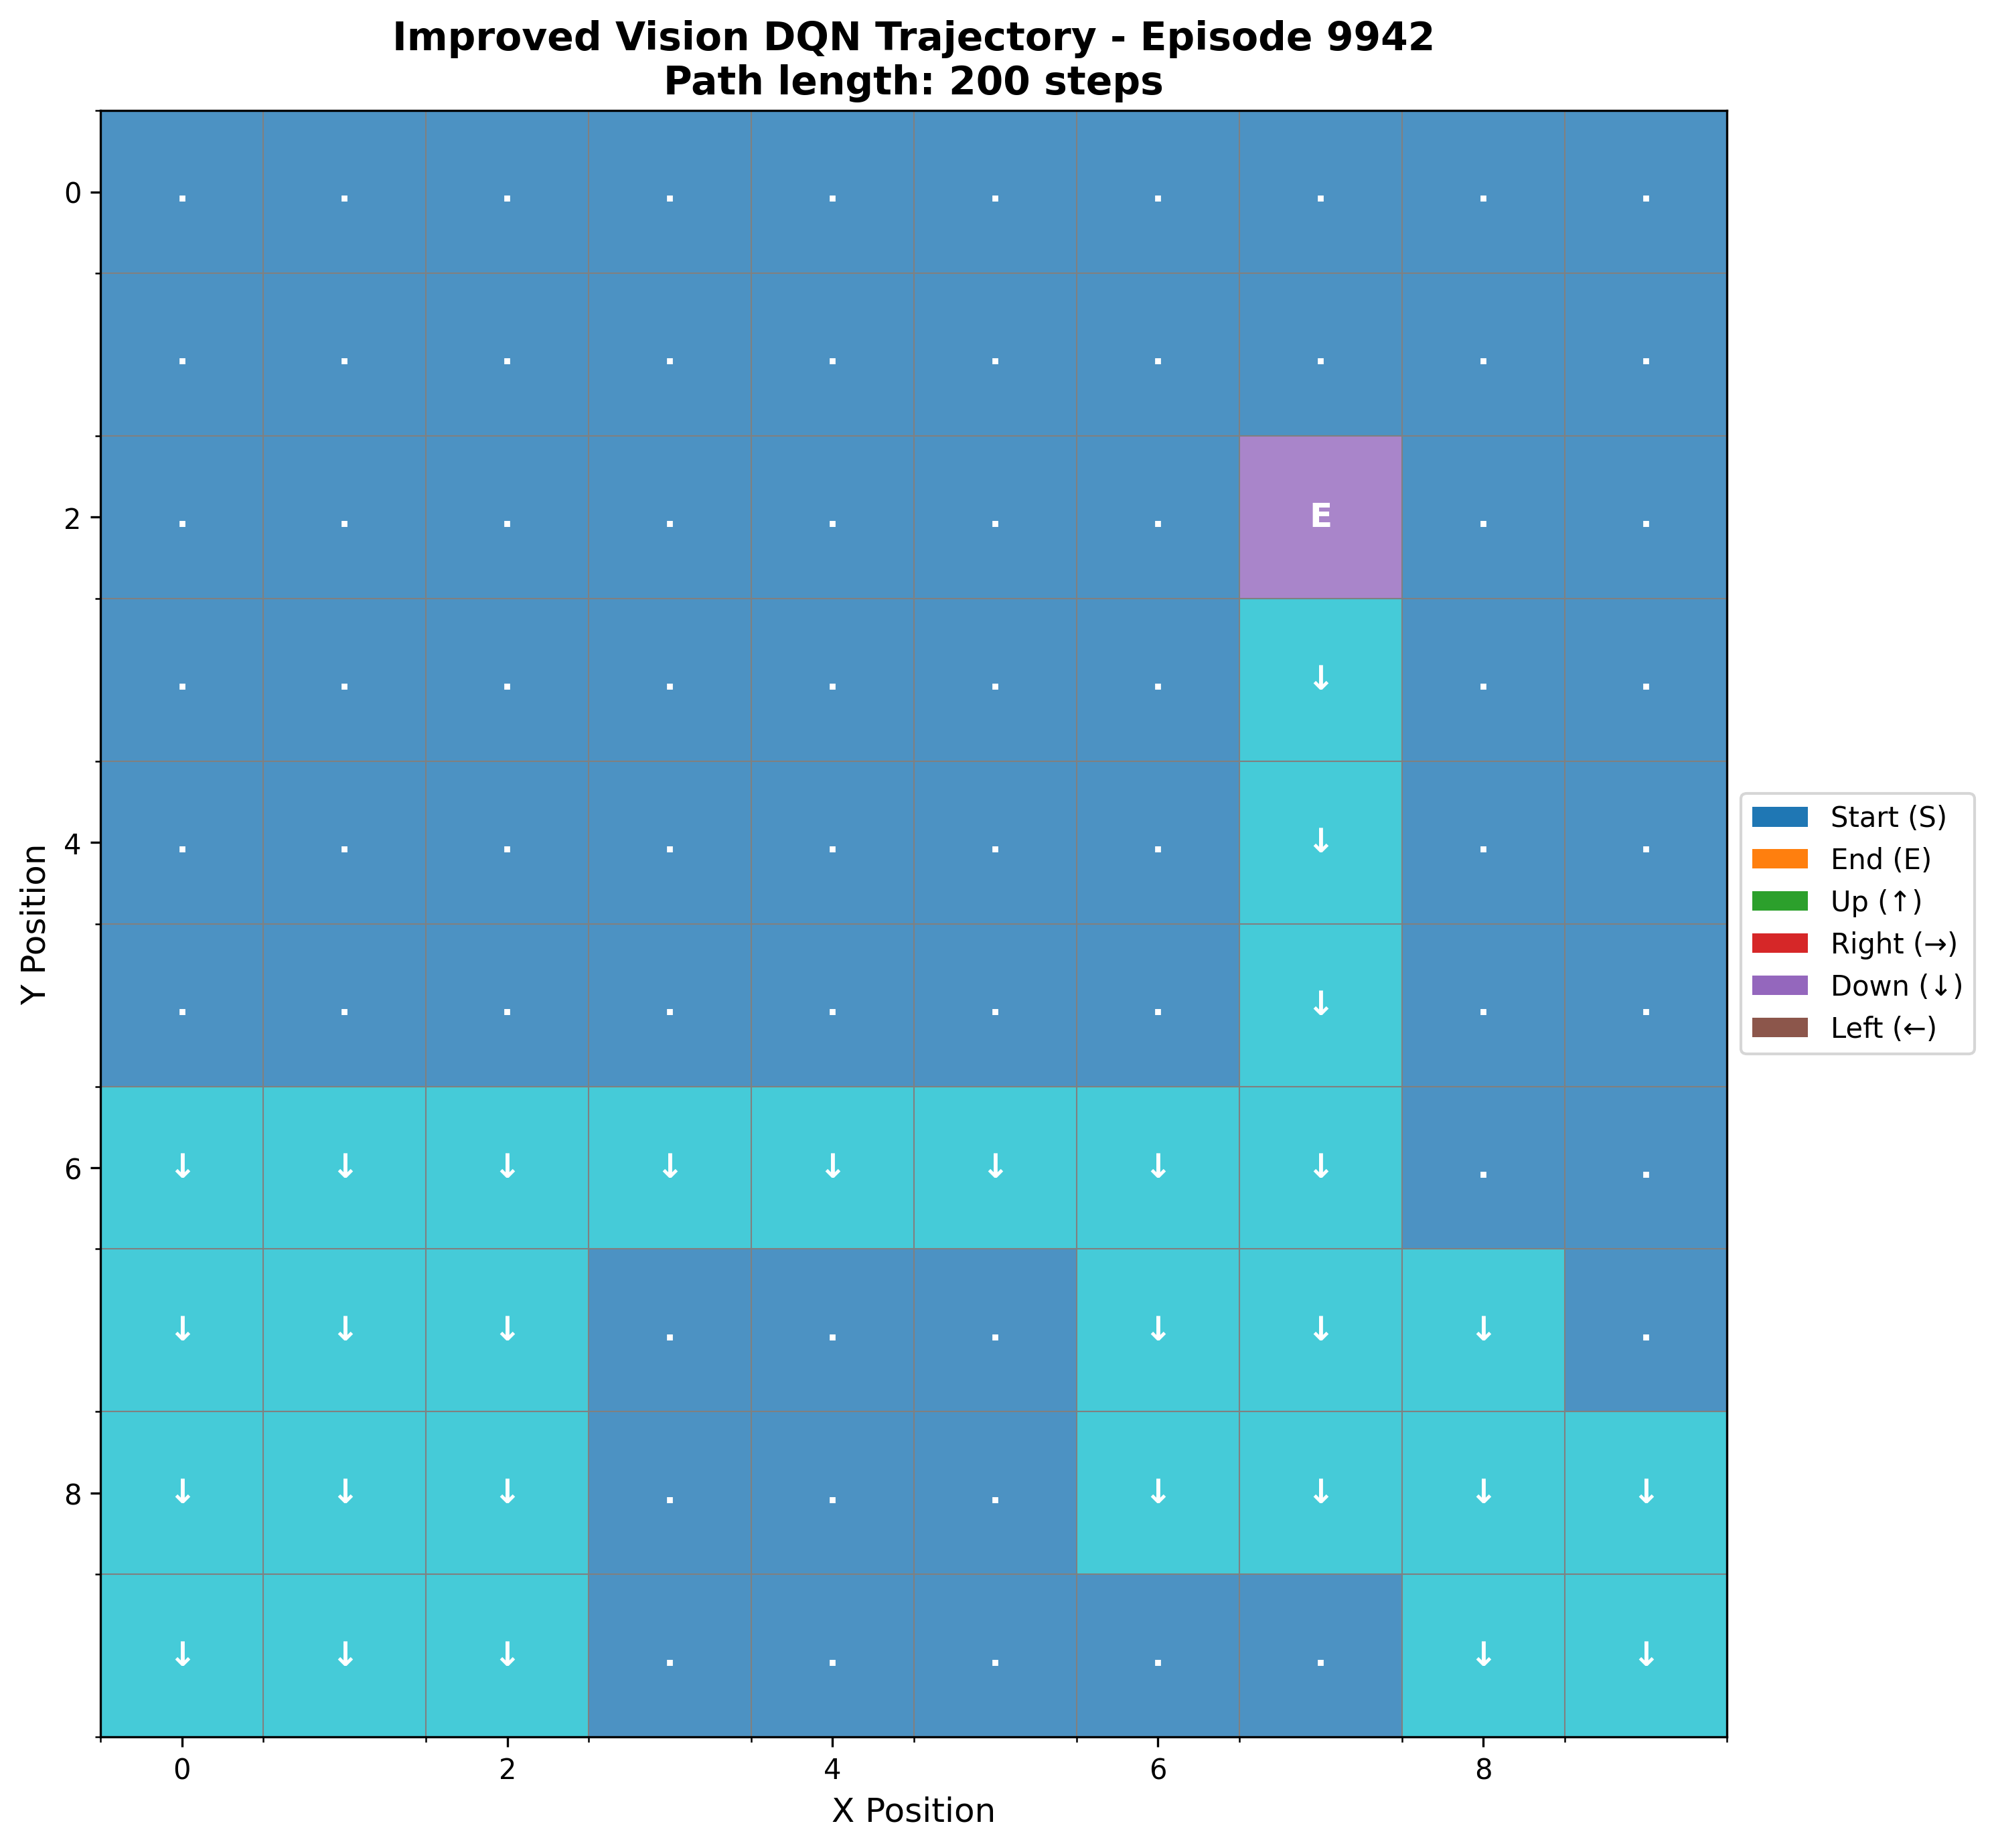 Improved Vision DQN Trajectory - Episode 9942
Path length: 200 steps
0
. . . . . . . . . .
. . . . . . . . . .
2
. . . . . . . E . .
. . . . . . . ↓ . .
4
. . . . . . . ↓ . .
. . . . . . . ↓ . .
6
↓ ↓ ↓ ↓ ↓ ↓ ↓ ↓ . .
↓ ↓ ↓ . . . ↓ ↓ ↓ .
8
↓ ↓ ↓ . . . ↓ ↓ ↓ ↓
↓ ↓ ↓ . . . . . ↓ ↓
0 2 4 6 8
X Position
Y Position
Start (S)
End (E)
Up (↑)
Right (→)
Down (↓)
Left (←)